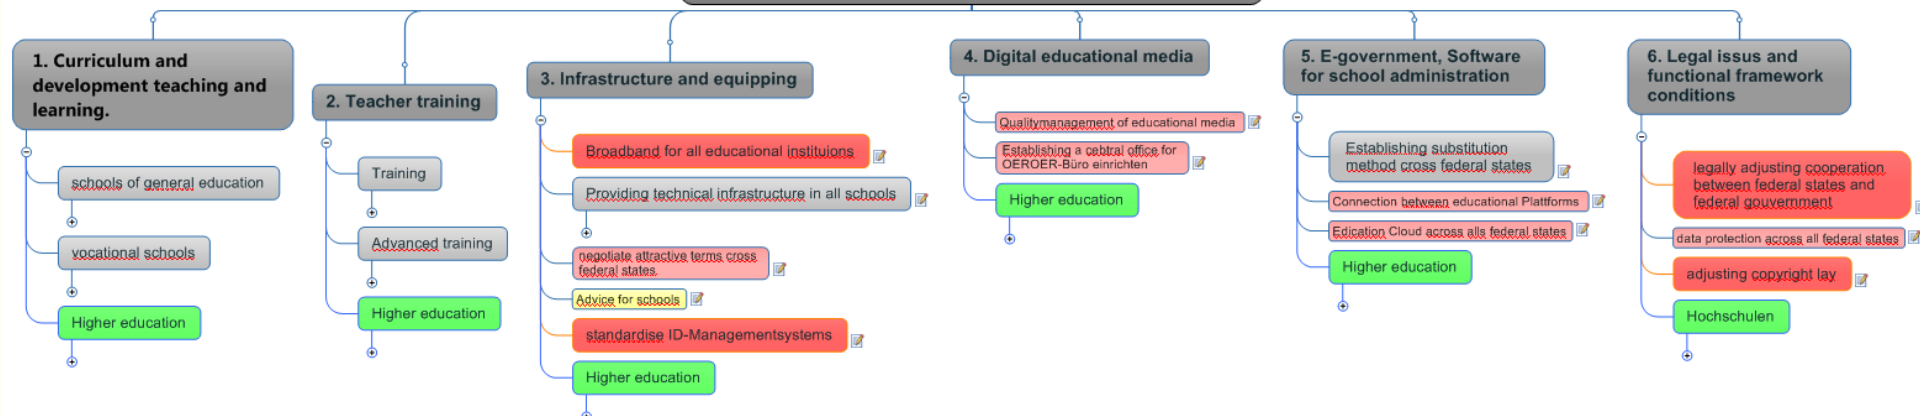 1. Curriculum and
development teaching and
learning.
schools of general education
vocational schools
Higher education
2. Teacher training
Training
Advanced training
Higher education
3. Infrastructure and equipping
Broadband for all educational instituions
Providing technical infrastructure in all schools
negotiate attractive terms cross
federal states.
Advice for schools
standardise ID-Managementsystems
Higher education
4. Digital educational media
Qualitymanagement of educational media
Establishing a cebtral office for
OEROER-Büro einrichten
Higher education
5. E-government, Software
for school administration
Establishing substitution
method cross federal states
Connection between educational Plattforms
Edication Cloud across alls federal states
Higher education
6. Legal issus and
functional framework
conditions
legally adjusting cooperation
between federal states and
federal gouvernment
data protection across all federal states
adjusting copyright lay
Hochschulen